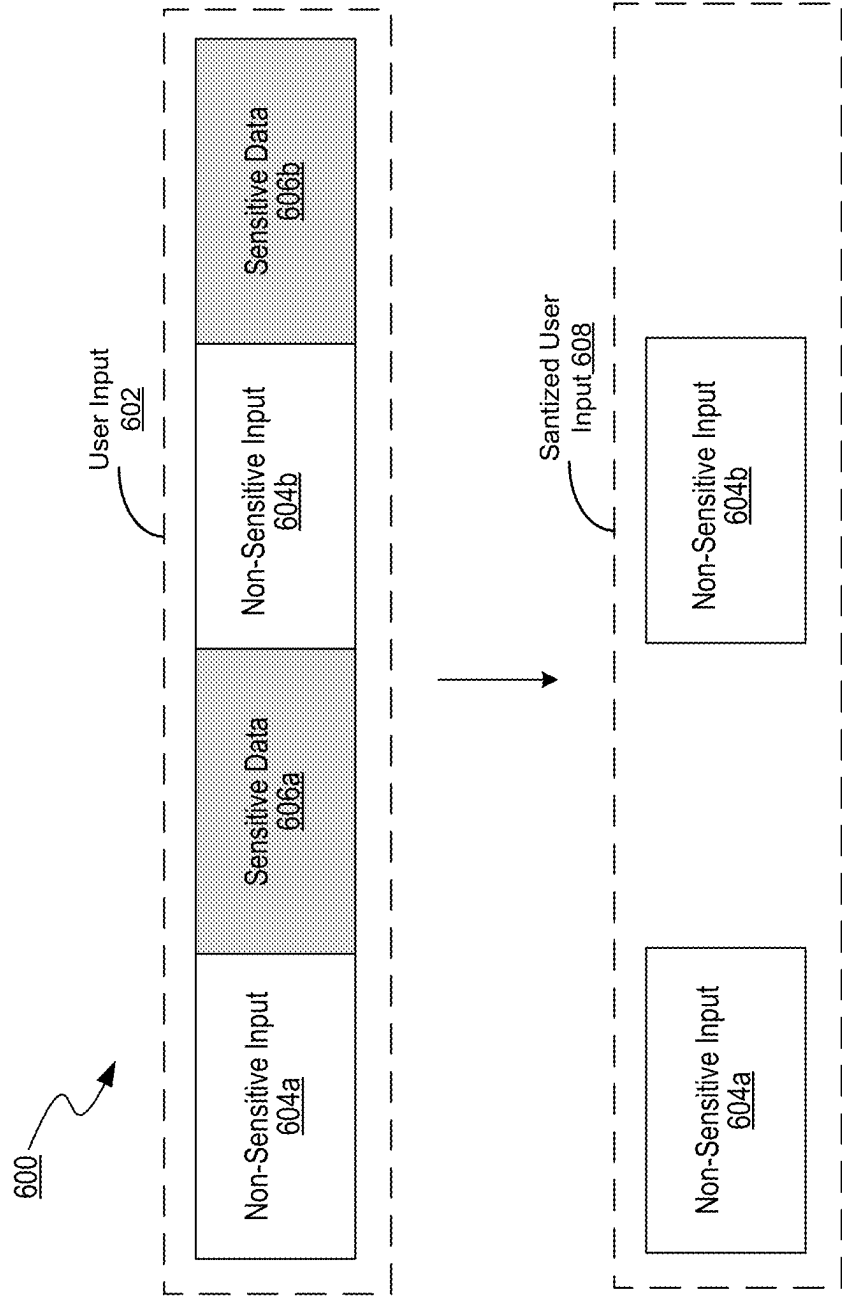 600
User Input
602
Non-Sensitive Input
604a
Sensitive Data
606a
Non-Sensitive Input
604b
Sensitive Data
606b
Santized User
Input 608
Non-Sensitive Input
604a
Non-Sensitive Input
604b